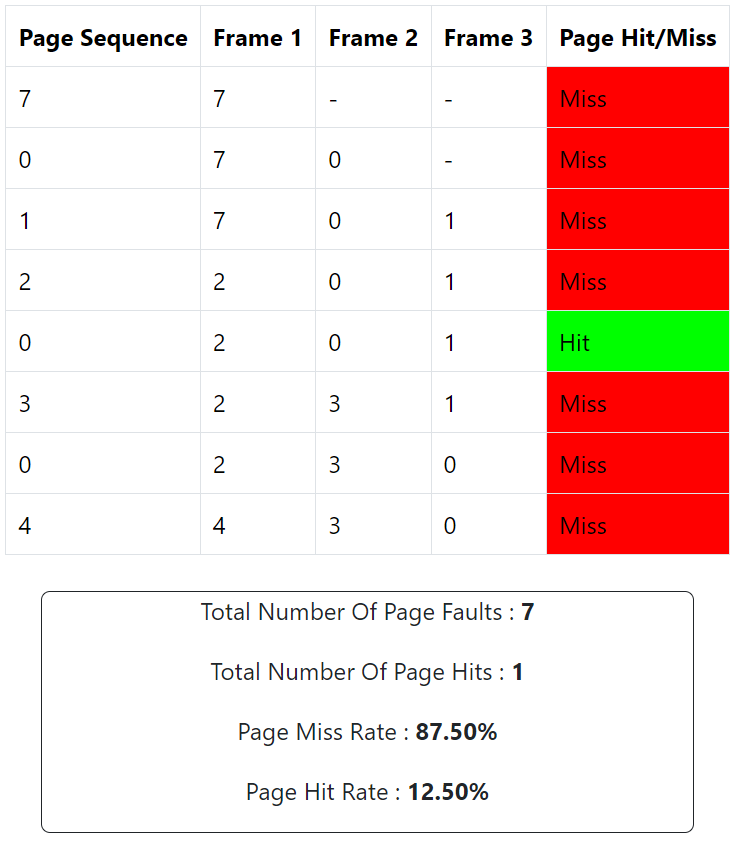 Page Sequence Frame 1 Frame 2 Frame 3 Page Hit/Miss
7 7 - - Miss
0 7 0 - Miss
1 7 0 1 Miss
2 2 0 1 Miss
0 2 0 1 Hit
3 2 3 1 Miss
0 2 3 0 Miss
4 4 3 0 Miss
Total Number Of Page Faults : 7
Total Number Of Page Hits : 1
Page Miss Rate : 87.50%
Page Hit Rate : 12.50%